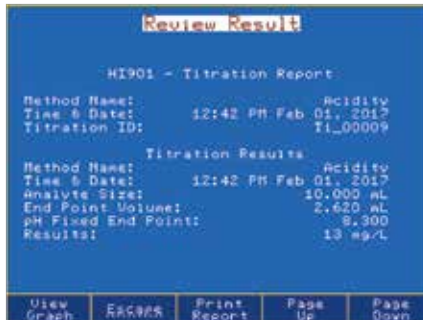 Review Result
HI901 - Titration Report
Method Name: Acidity
Time & Date: 12:42 PM Feb 01, 2017
Titration ID: Ti_00009
Titration Results
Method Name: Acidity
Time & Date: 12:42 PM Feb 01, 2017
Analyte Size: 10.000 mL
End Point Volume: 2.620 mL
pH Fixed End Point: 8.300
Results: 13 mg/L
View Graph Escape Print Report Page Up Page Down